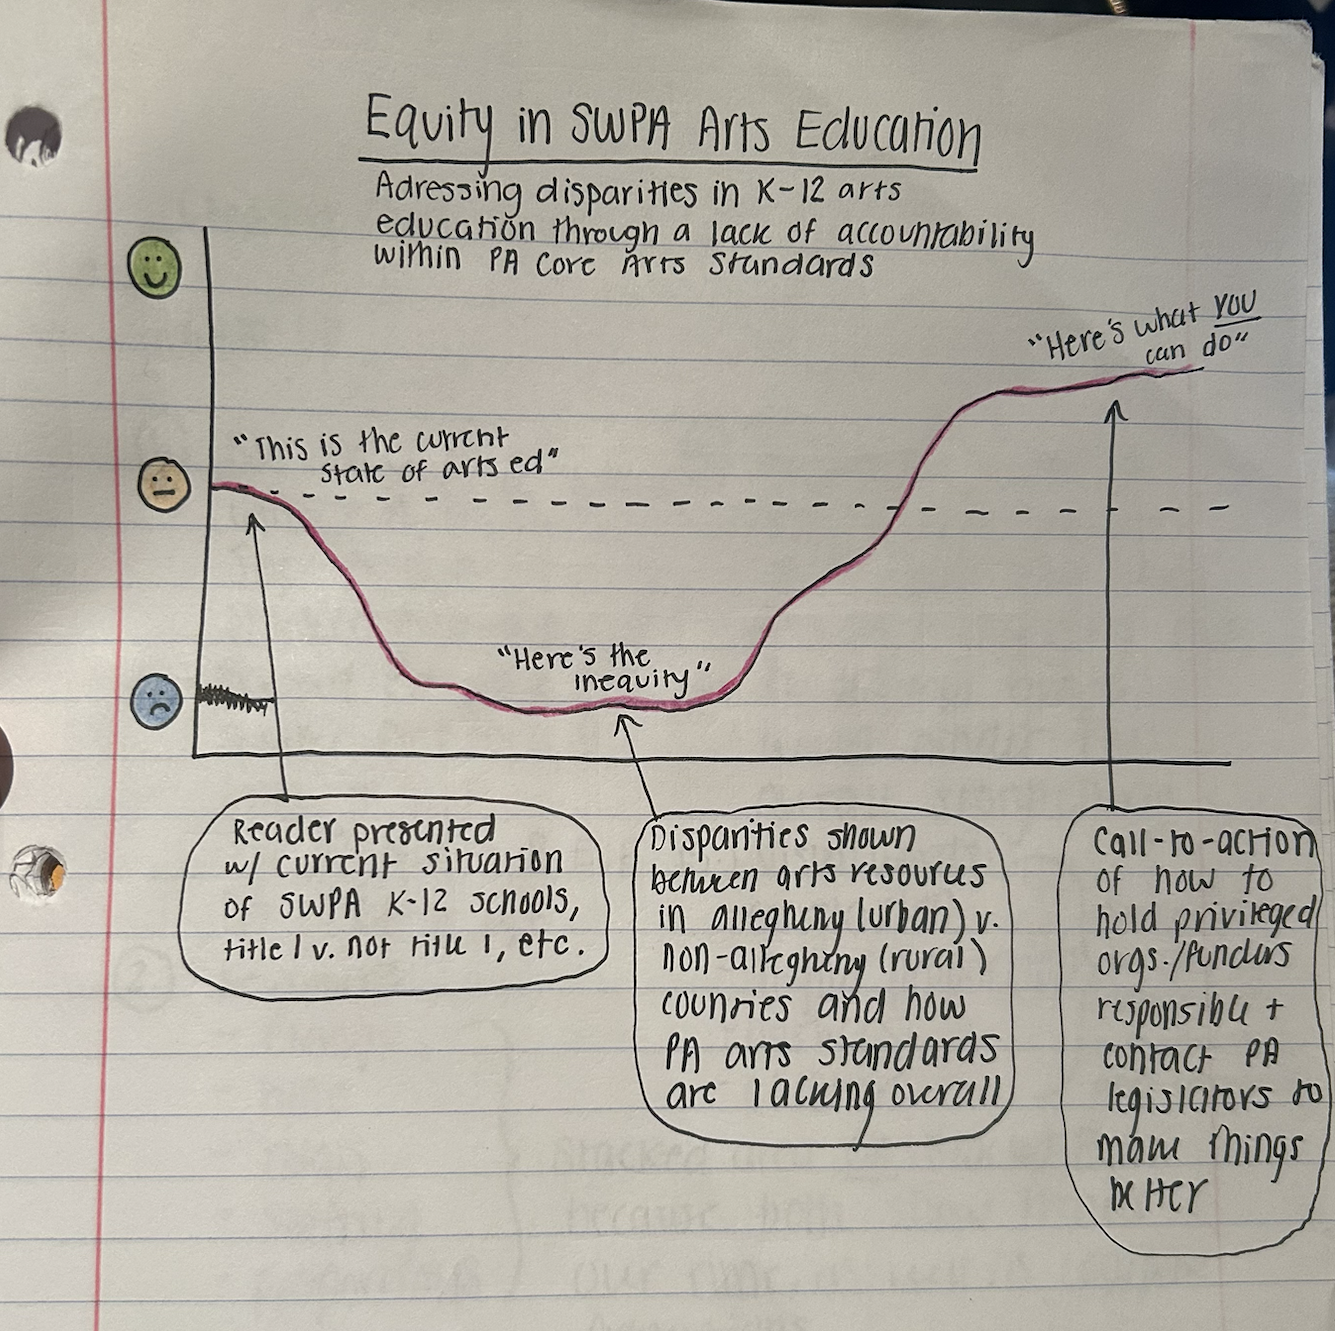 Equity in SWPA Arts Education
Adressing disparities in K-12 arts
education through a lack of accountability
within PA Core Arts Standards
"Here's what YOU
can do"
"This is the current
state of arts ed"
"Here's the
inequity"
Reader presented
w/ current situation
of SWPA K-12 schools,
title 1 v. not title 1, etc.
Disparities shown
between arts resources
in allegheny (urban) v.
non-allegheny (rural)
counties and how
PA arts standards
are lacking overall
Call-to-action
of how to
hold privileged
orgs./funders
responsible +
contact PA
legislators to
make things
better